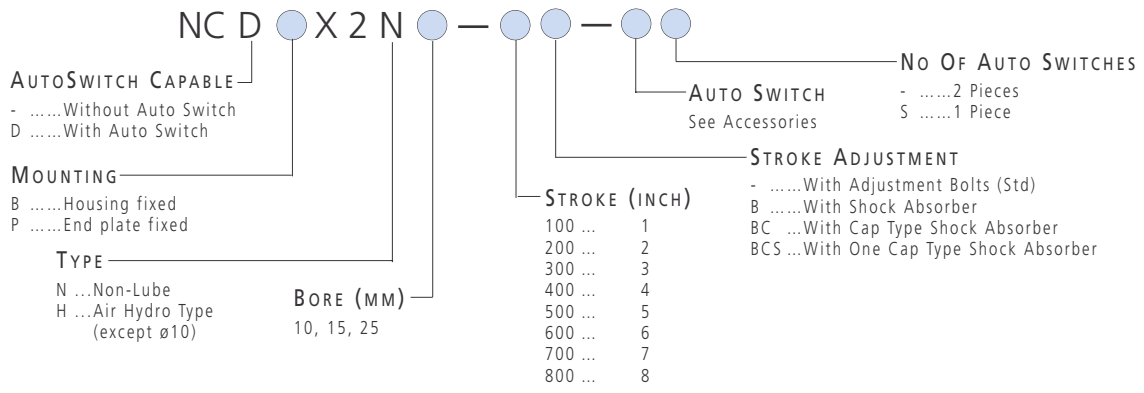 NC D X 2 N — —
AUTOSWITCH CAPABLE
- ......Without Auto Switch
D ......With Auto Switch
MOUNTING
B ......Housing fixed
P ......End plate fixed
TYPE
N ...Non-Lube
H ...Air Hydro Type
(except ø10)
BORE (MM)
10, 15, 25
STROKE (INCH)
100 ... 1
200 ... 2
300 ... 3
400 ... 4
500 ... 5
600 ... 6
700 ... 7
800 ... 8
STROKE ADJUSTMENT
- ......With Adjustment Bolts (Std)
B ......With Shock Absorber
BC ...With Cap Type Shock Absorber
BCS ...With One Cap Type Shock Absorber
AUTO SWITCH
See Accessories
NO OF AUTO SWITCHES
- ......2 Pieces
S ......1 Piece